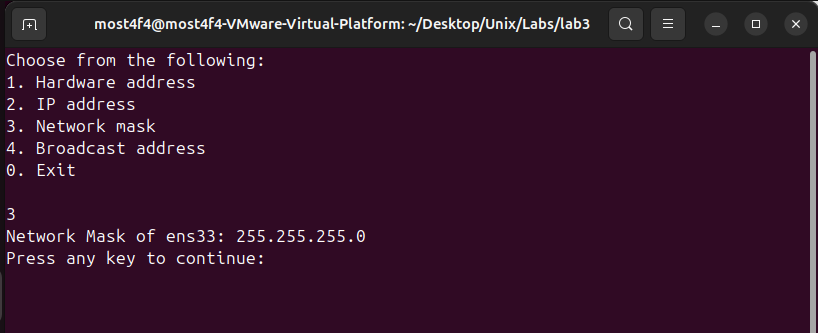 most4f4@most4f4-VMware-Virtual-Platform: ~/Desktop/Unix/Labs/lab3
Choose from the following:
1. Hardware address
2. IP address
3. Network mask
4. Broadcast address
0. Exit
3
Network Mask of ens33: 255.255.255.0
Press any key to continue: